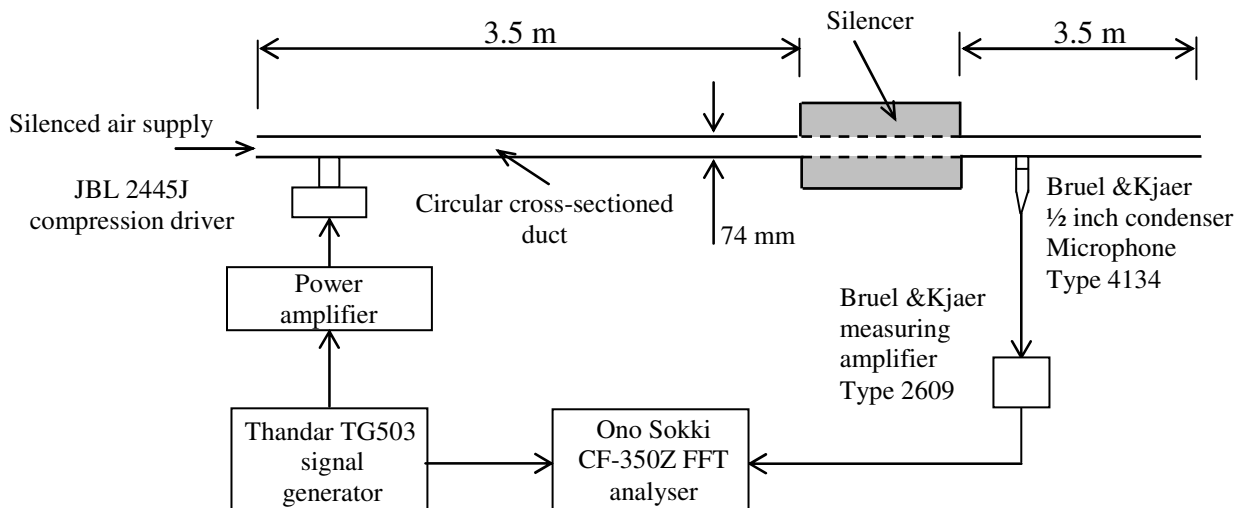 3.5 m
Silencer
3.5 m
Silenced air supply
JBL 2445J
compression driver
Circular cross-sectioned
duct
74 mm
Bruel &Kjaer
½ inch condenser
Microphone
Type 4134
Power
amplifier
Bruel &Kjaer
measuring
amplifier
Type 2609
Thandar TG503
signal
generator
Ono Sokki
CF-350Z FFT
analyser